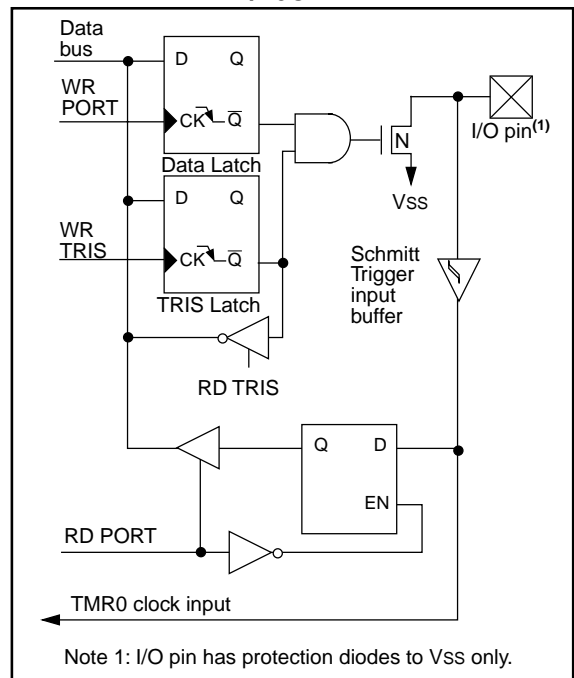 Data
bus
D Q
WR
PORT
CK Q
N
I/O pin(1)
Data Latch
VSS
D Q
WR
TRIS
CK Q
Schmitt
Trigger
input
buffer
TRIS Latch
RD TRIS
Q D
EN
RD PORT
TMR0 clock input
Note 1: I/O pin has protection diodes to VSS only.